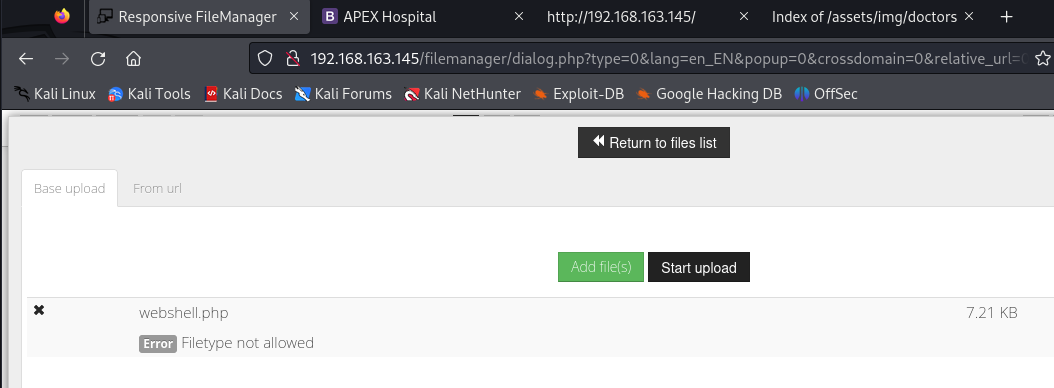 Responsive FileManager
APEX Hospital
http://192.168.163.145/
Index of /assets/img/doctors
192.168.163.145/filemanager/dialog.php?type=0&lang=en_EN&popup=0&crossdomain=0&relative_url=0
Kali Linux
Kali Tools
Kali Docs
Kali Forums
Kali NetHunter
Exploit-DB
Google Hacking DB
OffSec
Return to files list
Base upload
From url
Add file(s)
Start upload
webshell.php
7.21 KB
Error Filetype not allowed